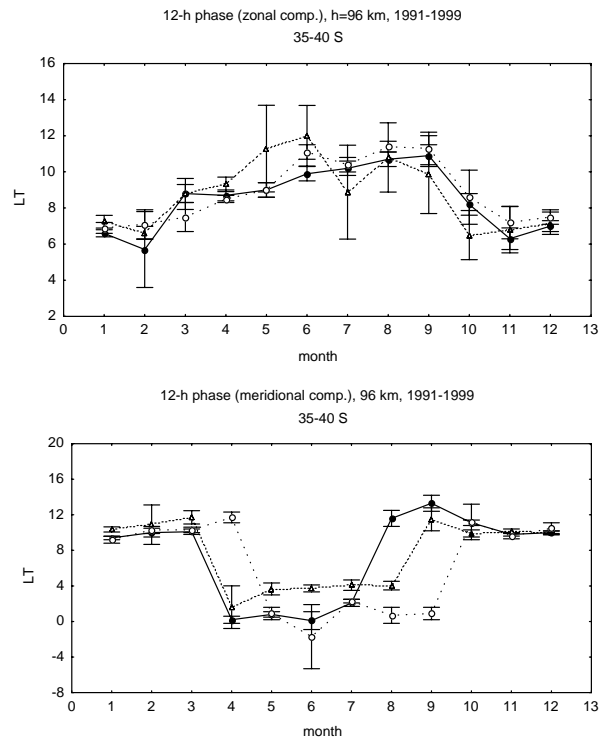 12-h phase (zonal comp.), h=96 km, 1991-1999
35-40 S
16
14
12
10
8
6
4
2
LT
0 1 2 3 4 5 6 7 8 9 10 11 12 13
month
12-h phase (meridional comp.), 96 km, 1991-1999
35-40 S
20
16
12
8
4
0
-4
-8
LT
0 1 2 3 4 5 6 7 8 9 10 11 12 13
month